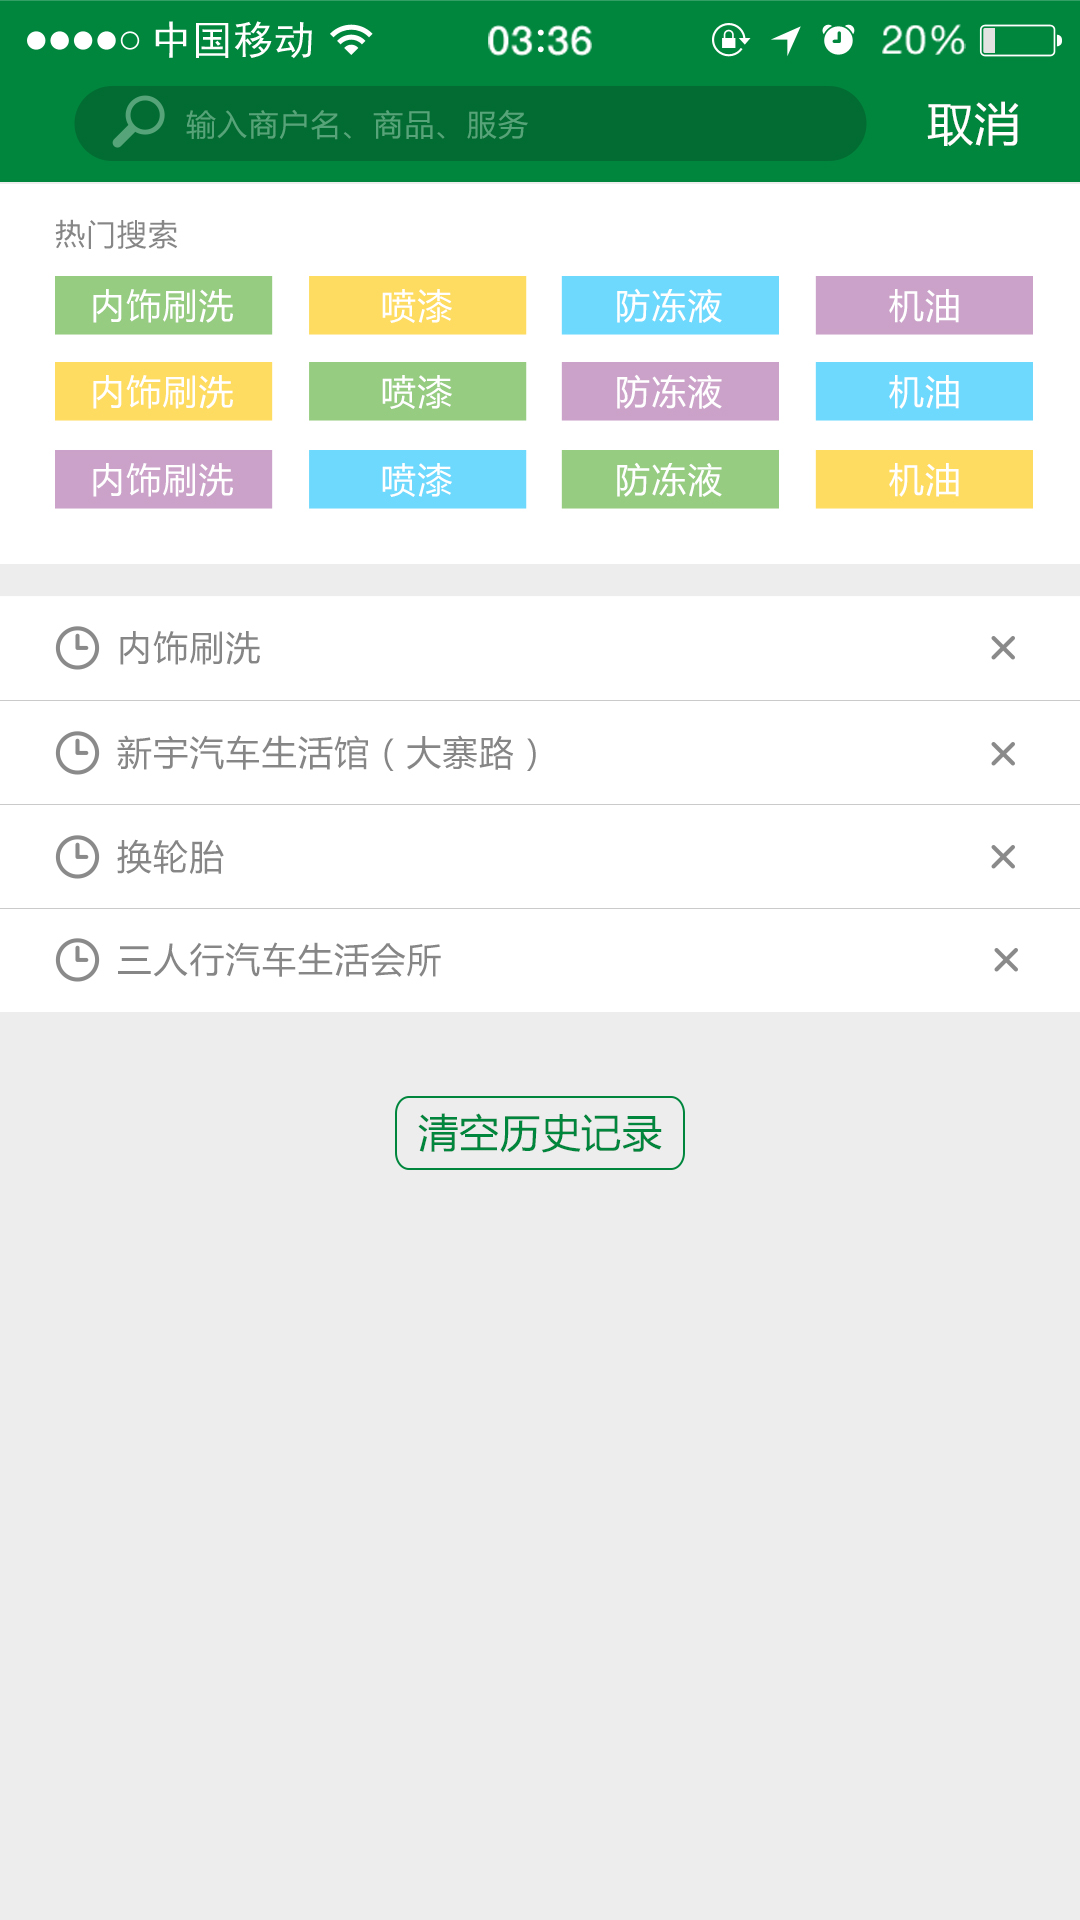 中国移动 03:36 20%
输入商户名、商品、服务 取消
热门搜索
内饰刷洗 喷漆 防冻液 机油
内饰刷洗 喷漆 防冻液 机油
内饰刷洗 喷漆 防冻液 机油
内饰刷洗
新宇汽车生活馆（大寨路）
换轮胎
三人行汽车生活会所
清空历史记录